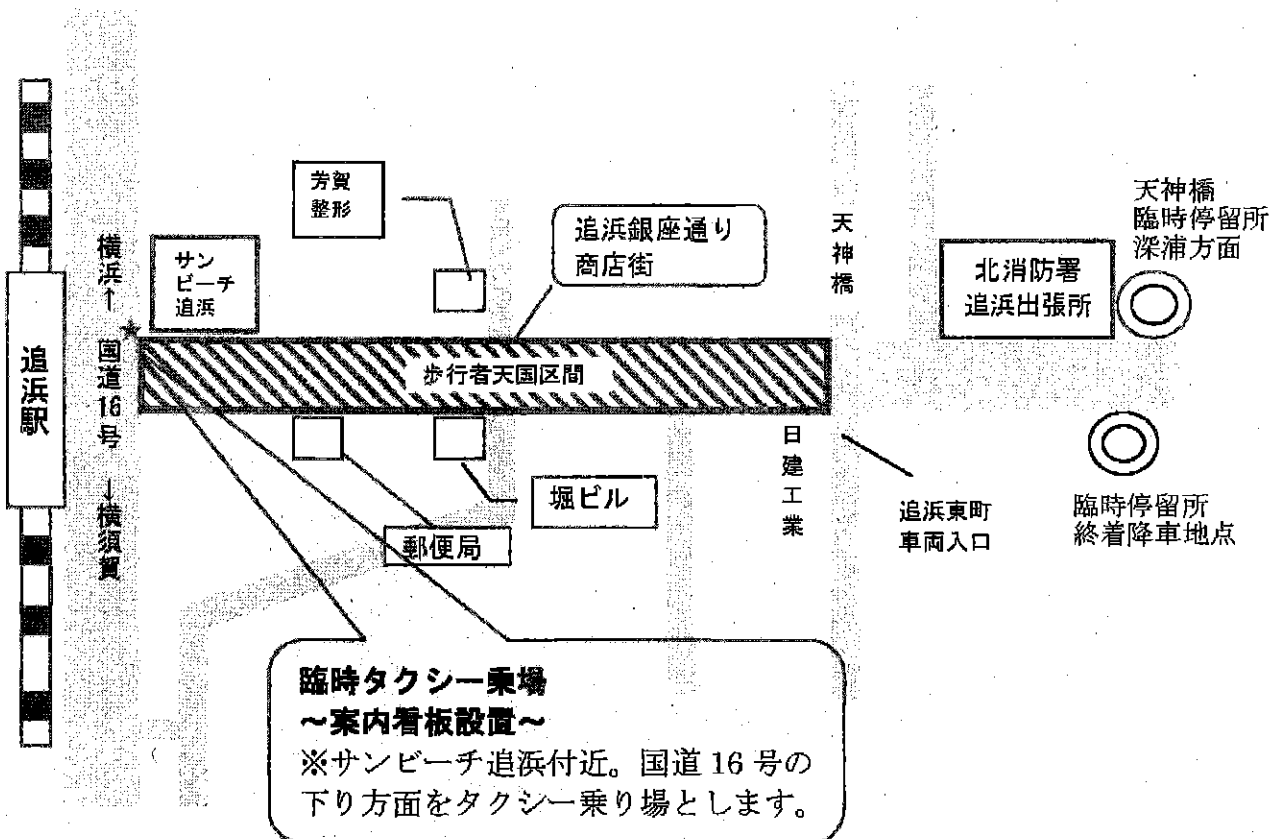 追浜駅
横浜↑
国道16号
↓横須賀
サン
ビーチ
追浜
芳賀
整形
追浜銀座通り
商店街
歩行者天国区間
天神橋
北消防署
追浜出張所
天神橋
臨時停留所
深浦方面
堀ビル
郵便局
日建工業
追浜東町
車両入口
臨時停留所
終着降車地点
臨時タクシー乗場
~案内看板設置~
※サンビーチ追浜付近。国道16号の
下り方面をタクシー乗り場とします。